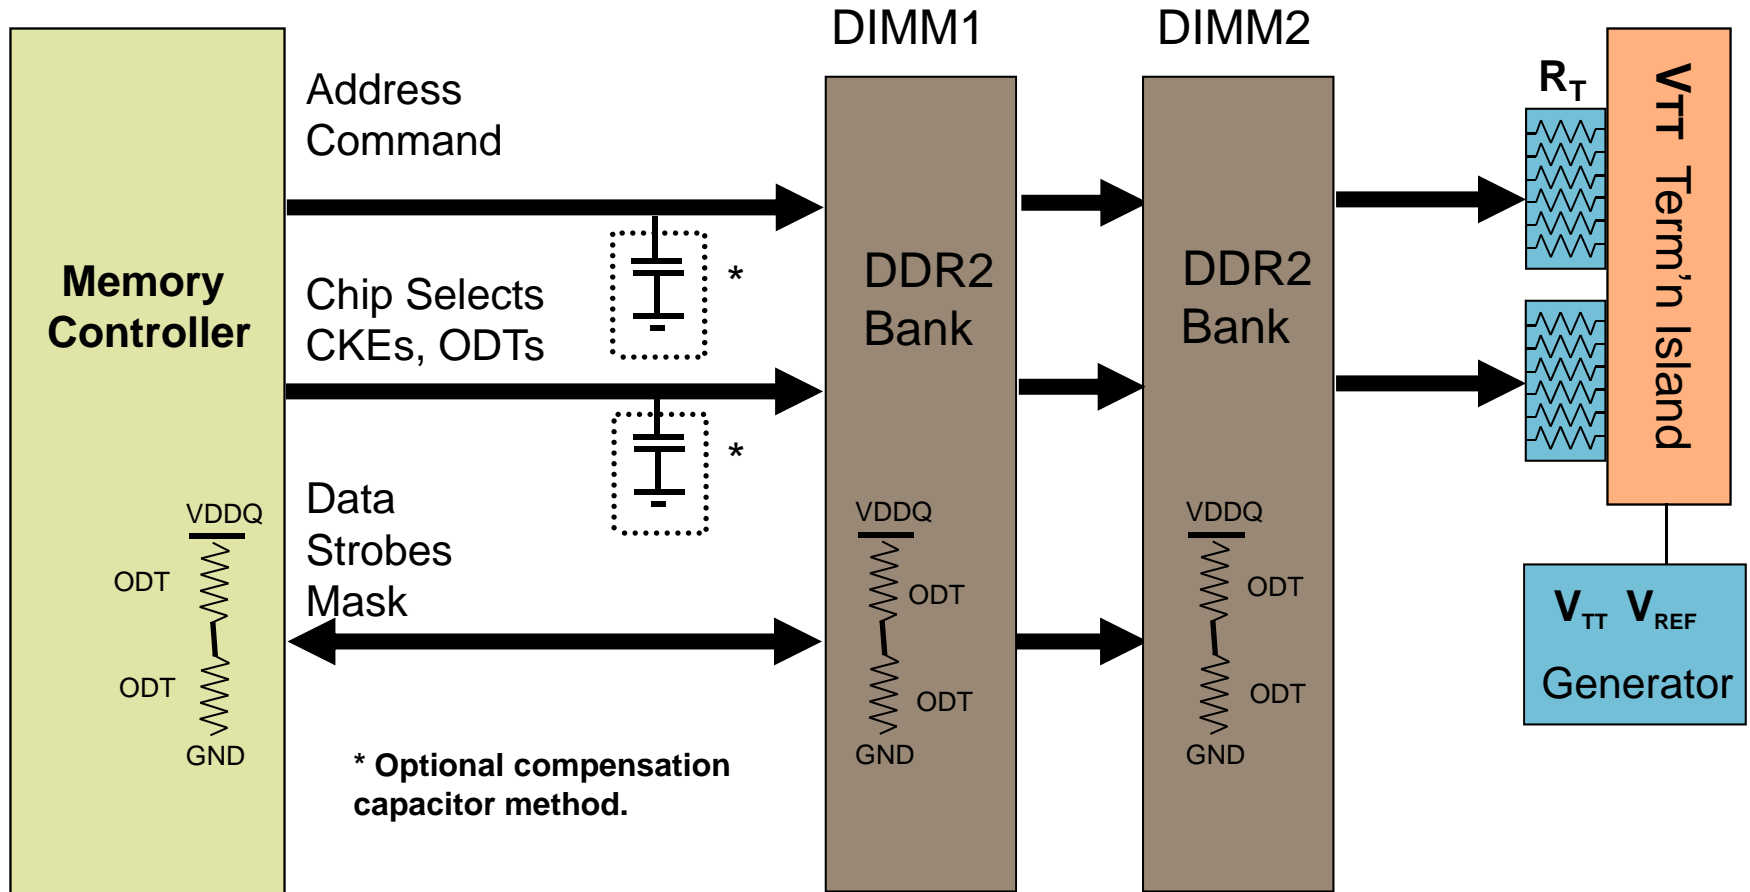 DIMM1
DIMM2
Address
Command
RT
VTT Term'n Island
Memory
Controller
Chip Selects
CKEs, ODTs
*
*
DDR2
Bank
DDR2
Bank
Data
Strobes
Mask
VDDQ
ODT
ODT
GND
VDDQ
ODT
ODT
GND
VDDQ
ODT
ODT
GND
VTT VREF
Generator
* Optional compensation
capacitor method.